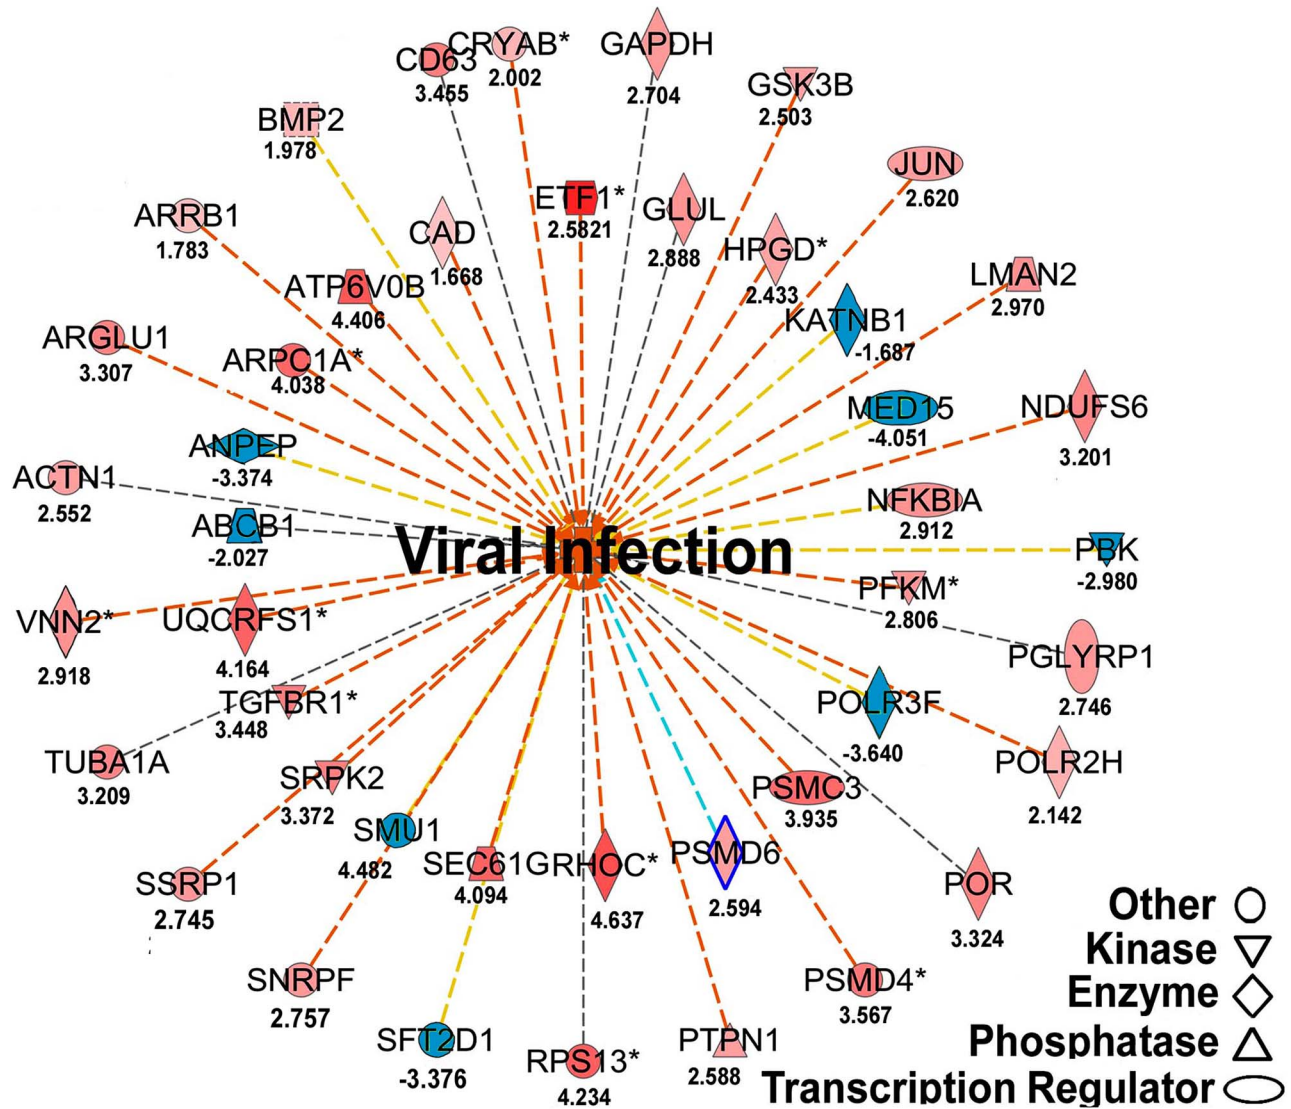 CRYAB*
2.002
CD63
3.455
GAPDH
2.704
GSK3B
2.503
BMP2
1.978
JUN
2.620
ETF1*
2.5821
GLUL
2.888
ARRB1
1.783
CAD
1.668
HPGD*
2.433
LMAN2
2.970
ATP6V0B
4.406
KATNB1
-1.687
ARGLU1
3.307
ARPC1A*
4.038
MED15
-4.051
NDUFS6
3.201
ANPEP
-3.374
ACTN1
2.552
NFKBIA
2.912
ABCB1
-2.027
Viral Infection
PBK
-2.980
PFKM*
2.806
VNN2*
2.918
UQCRFS1*
4.164
PGLYRP1
2.746
TGFBR1*
3.448
POLR3F
-3.640
TUBA1A
3.209
SRPK2
3.372
PSMC3
3.935
POLR2H
2.142
SMU1
4.482
SEC61G
4.094
RHOC*
4.637
PSMD6
2.594
SSRP1
2.745
POR
3.324
SNRPF
2.757
PSMD4*
3.567
SFT2D1
-3.376
RPS13*
4.234
PTPN1
2.588
Other
Kinase
Enzyme
Phosphatase
Transcription Regulator